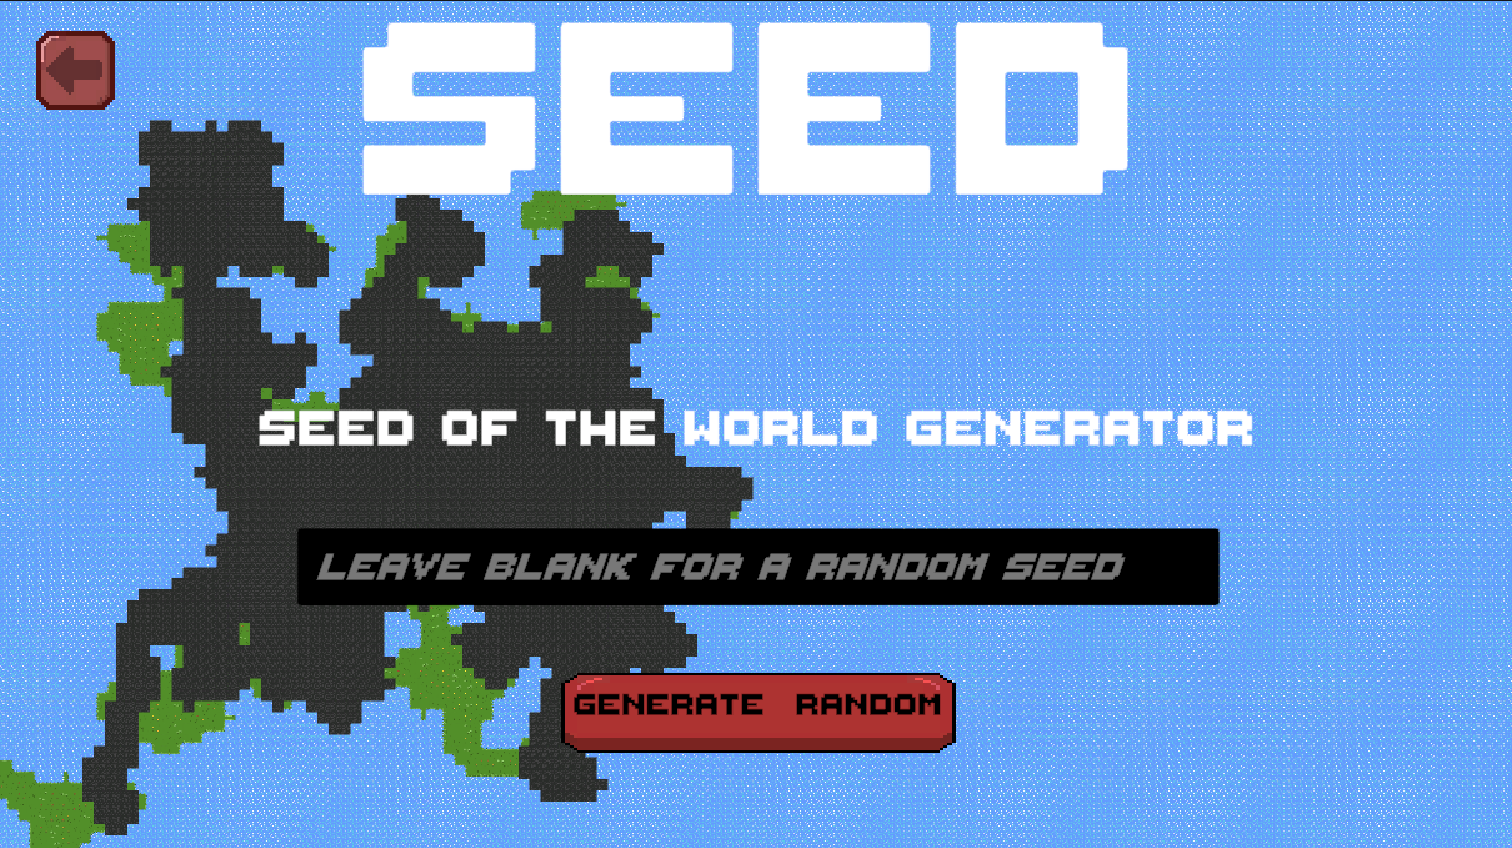 SEED
SEED OF THE WORLD GENERATOR
LEAVE BLANK FOR A RANDOM SEED
GENERATE RANDOM